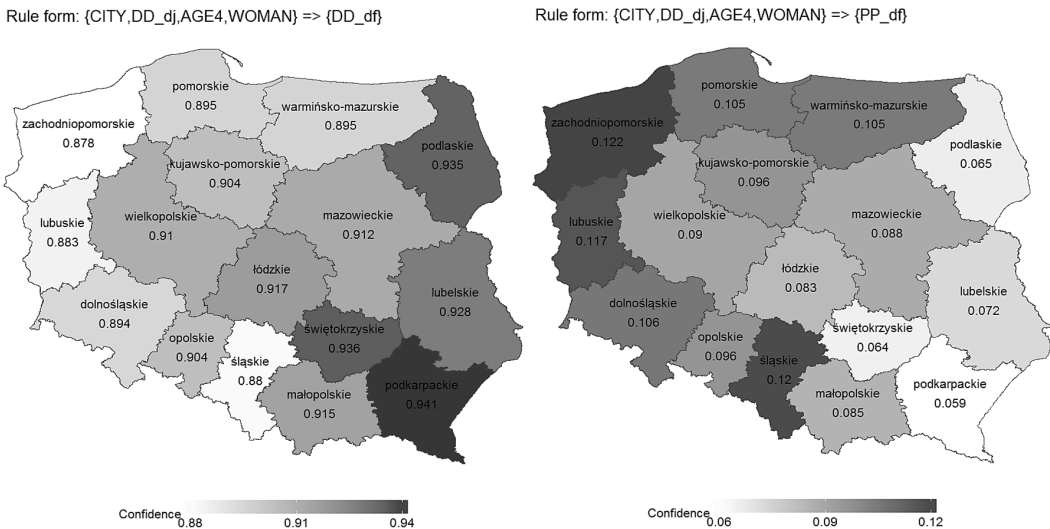 Rule form: {CITY,DD_dj,AGE4,WOMAN} => {DD_df}
pomorskie
0.895
warmińsko-mazurskie
0.895
zachodniopomorskie
0.878
podlaskie
0.935
kujawsko-pomorskie
0.904
lubuskie
0.883
wielkopolskie
0.91
mazowieckie
0.912
łódzkie
0.917
lubelskie
0.928
dolnośląskie
0.894
opolskie
0.904
śląskie
0.88
świętokrzyskie
0.936
małopolskie
0.915
podkarpackie
0.941
Confidence
0.88 0.91 0.94
Rule form: {CITY,DD_dj,AGE4,WOMAN} => {PP_df}
pomorskie
0.105
warmińsko-mazurskie
0.105
zachodniopomorskie
0.122
podlaskie
0.065
kujawsko-pomorskie
0.096
lubuskie
0.117
wielkopolskie
0.09
mazowieckie
0.088
łódzkie
0.083
lubelskie
0.072
dolnośląskie
0.106
opolskie
0.096
śląskie
0.12
świętokrzyskie
0.064
małopolskie
0.085
podkarpackie
0.059
Confidence
0.06 0.09 0.12